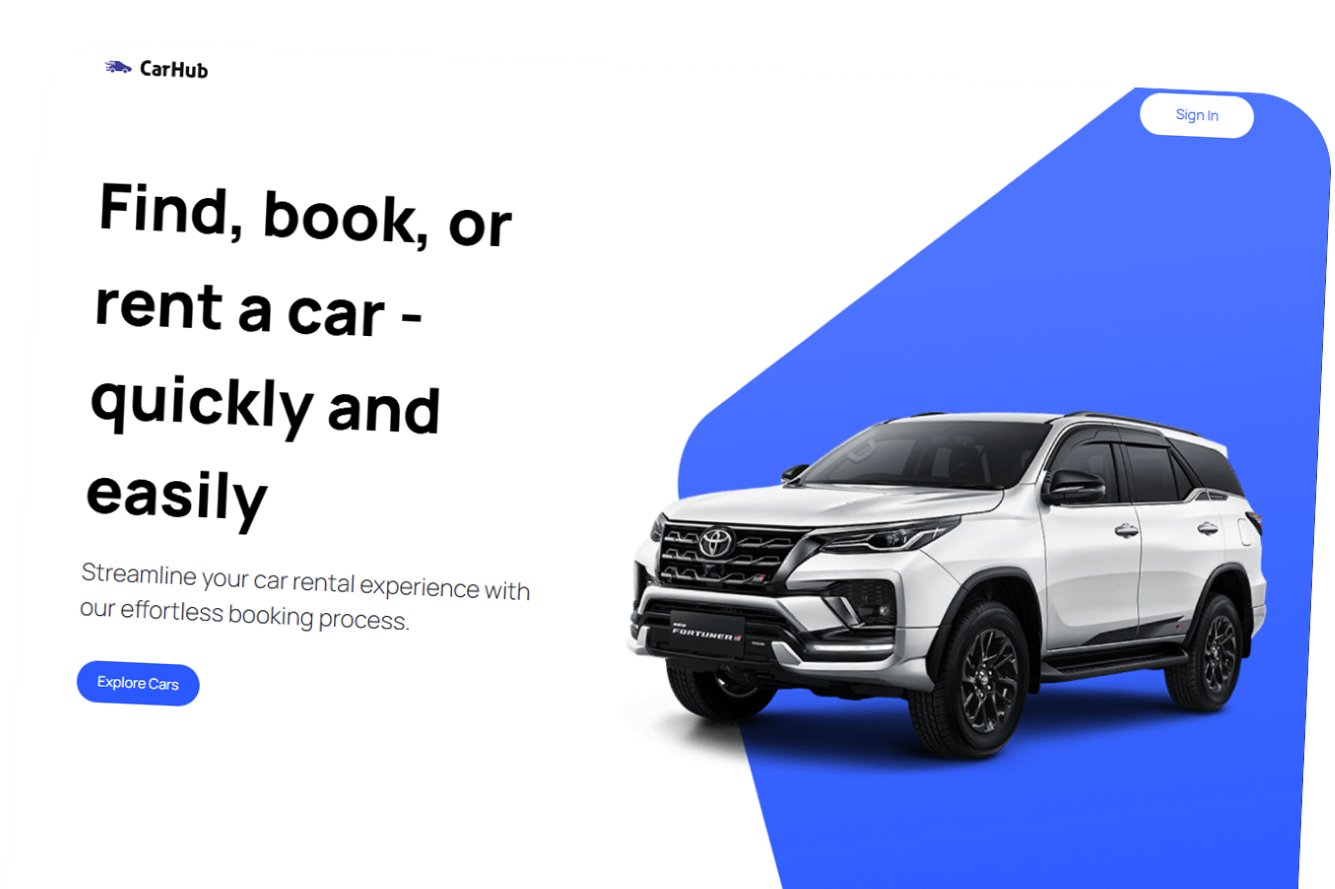 CarHub
Sign In
Find, book, or
rent a car -
quickly and
easily
Streamline your car rental experience with
our effortless booking process.
Explore Cars
NEW
FORTUNER